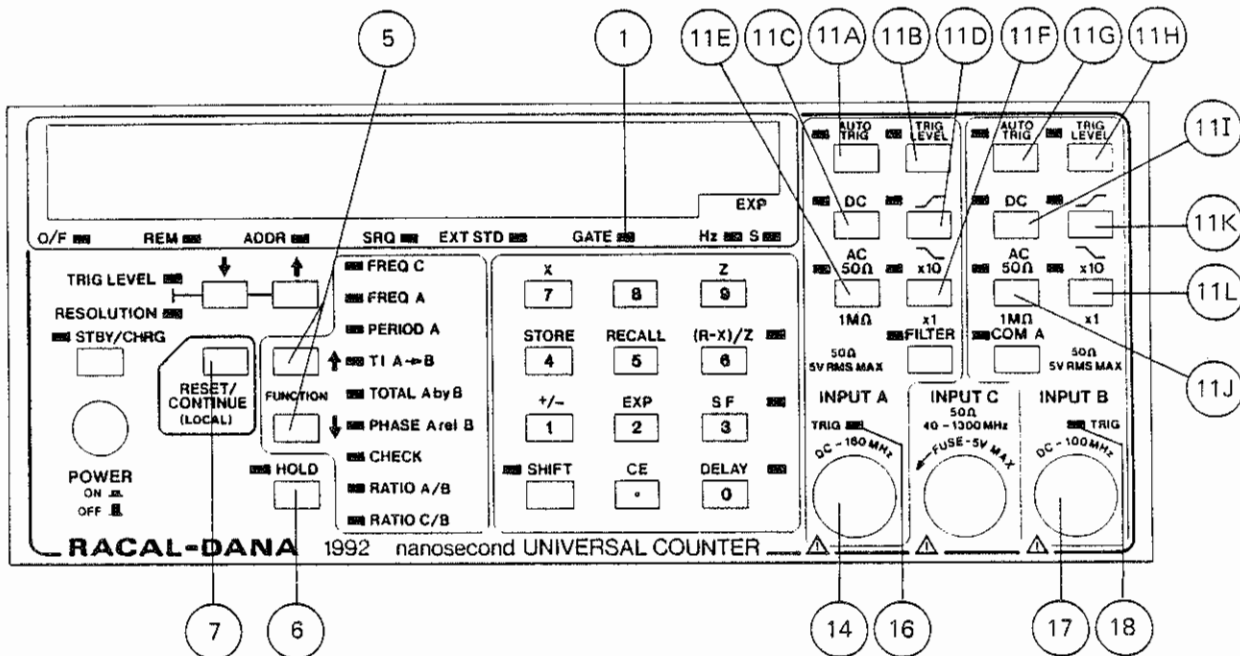 5 1 11E 11C 11A 11B 11D 11F 11G 11H
11I
11K
11L
11J
EXP
O/F REM ADDR SRQ EXT STD GATE Hz S
TRIG LEVEL
RESOLUTION
STBY/CHRG
RESET/
CONTINUE
(LOCAL)
FUNCTION
HOLD
POWER
ON
OFF
FREQ C
FREQ A
PERIOD A
TI A→B
TOTAL A by B
PHASE A rel B
CHECK
RATIO A/B
RATIO C/B
X Z
7 8 9
STORE RECALL (R-X)/Z
4 5 6
+/- EXP SF
1 2 3
SHIFT CE DELAY
. 0
AUTO
TRIG
TRIG
LEVEL
DC
AC
50Ω
x10
1MΩ
x1
FILTER
50Ω
5V RMS MAX
INPUT A
TRIG
DC-160MHz
INPUT C
50Ω
40-1300MHz
FUSE-5V MAX
AUTO
TRIG
TRIG
LEVEL
DC
AC
50Ω
x10
1MΩ
x1
COM A
50Ω
5V RMS MAX
INPUT B
TRIG
DC-100MHz
RACAL-DANA 1992 nanosecond UNIVERSAL COUNTER
7 6 14 16 17 18